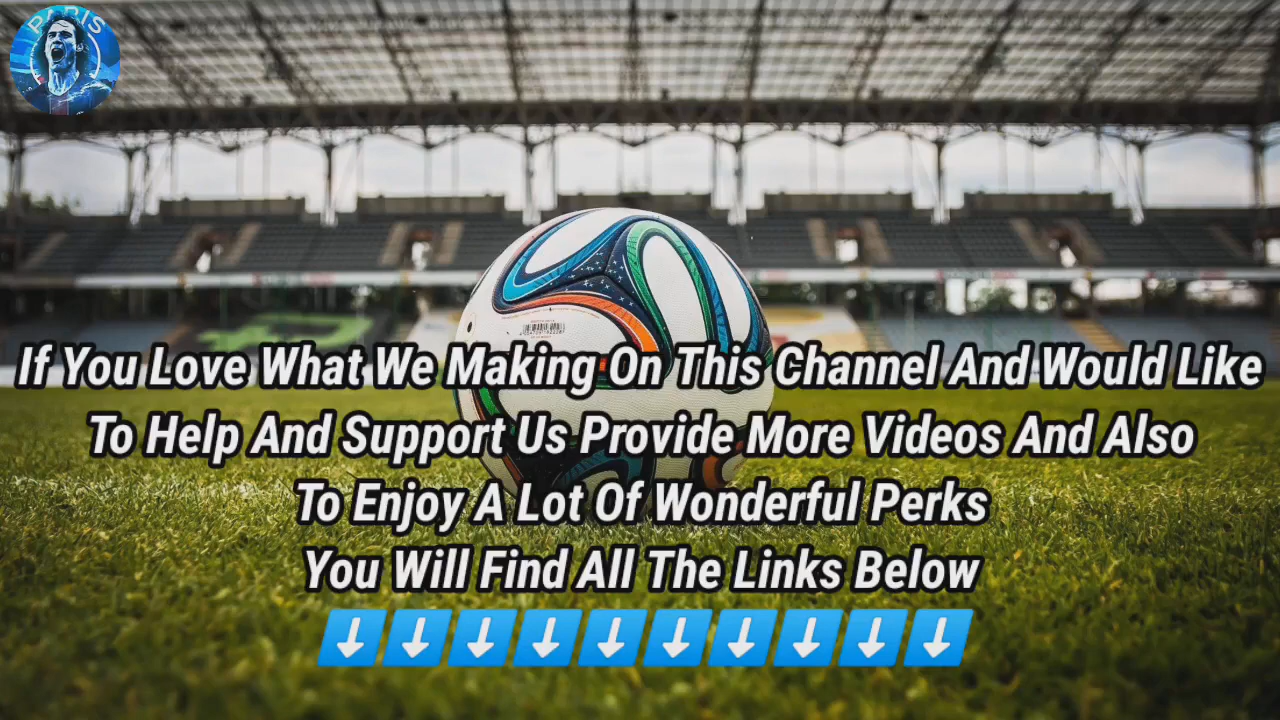 PARIS
If You Love What We Making On This Channel And Would Like
To Help And Support Us Provide More Videos And Also
To Enjoy A Lot Of Wonderful Perks
You Will Find All The Links Below